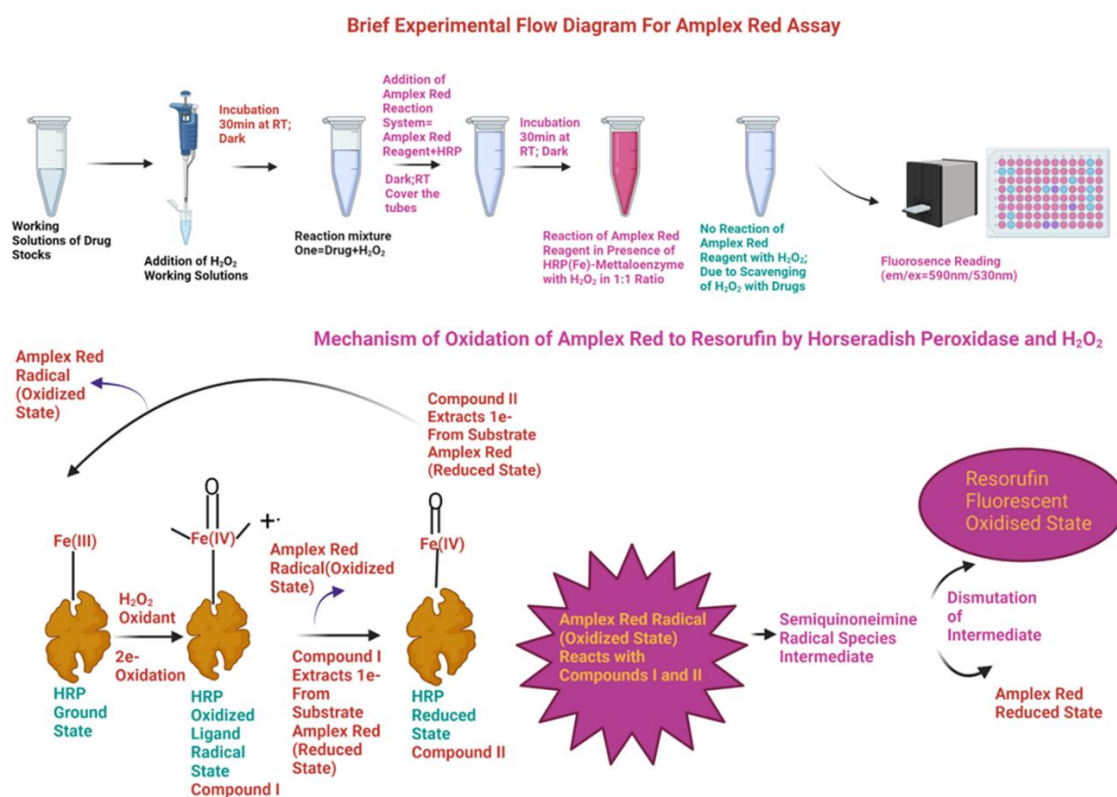 Brief Experimental Flow Diagram For Amplex Red Assay
Working
Solutions of Drug
Stocks
Addition of H₂O₂
Working Solutions
Incubation
30min at RT;
Dark
Reaction mixture
One=Drug+H₂O₂
Addition of
Amplex Red
Reaction
System=
Amplex Red
Reagent+HRP
Dark;RT
Cover the
tubes
Incubation
30min at
RT; Dark
Reaction of Amplex Red
Reagent in Presence of
HRP(Fe)-Mettaloenzyme
with H₂O₂ in 1:1 Ratio
No Reaction of
Amplex Red
Reagent with H₂O₂;
Due to Scavenging
of H₂O₂ with Drugs
Fluorosence Reading
(em/ex=590nm/530nm)
Mechanism of Oxidation of Amplex Red to Resorufin by Horseradish Peroxidase and H₂O₂
Amplex Red
Radical
(Oxidized
State)
Compound II
Extracts 1e-
From Substrate
Amplex Red
(Reduced State)
Fe(III)
HRP
Ground
State
H₂O₂
Oxidant
2e-
Oxidation
O
Fe(IV)
+·
HRP
Oxidized
Ligand
Radical
State
Compound I
Amplex Red
Radical(Oxidized
State)
Compound I
Extracts 1e-
From
Substrate
Amplex Red
(Reduced
State)
O
Fe(IV)
HRP
Reduced
State
Compound II
Amplex Red Radical
(Oxidized State)
Reacts with
Compounds I and II
Semiquinoneimine
Radical Species
Intermediate
Dismutation
of
Intermediate
Resorufin
Fluorescent
Oxidised State
Amplex Red
Reduced State